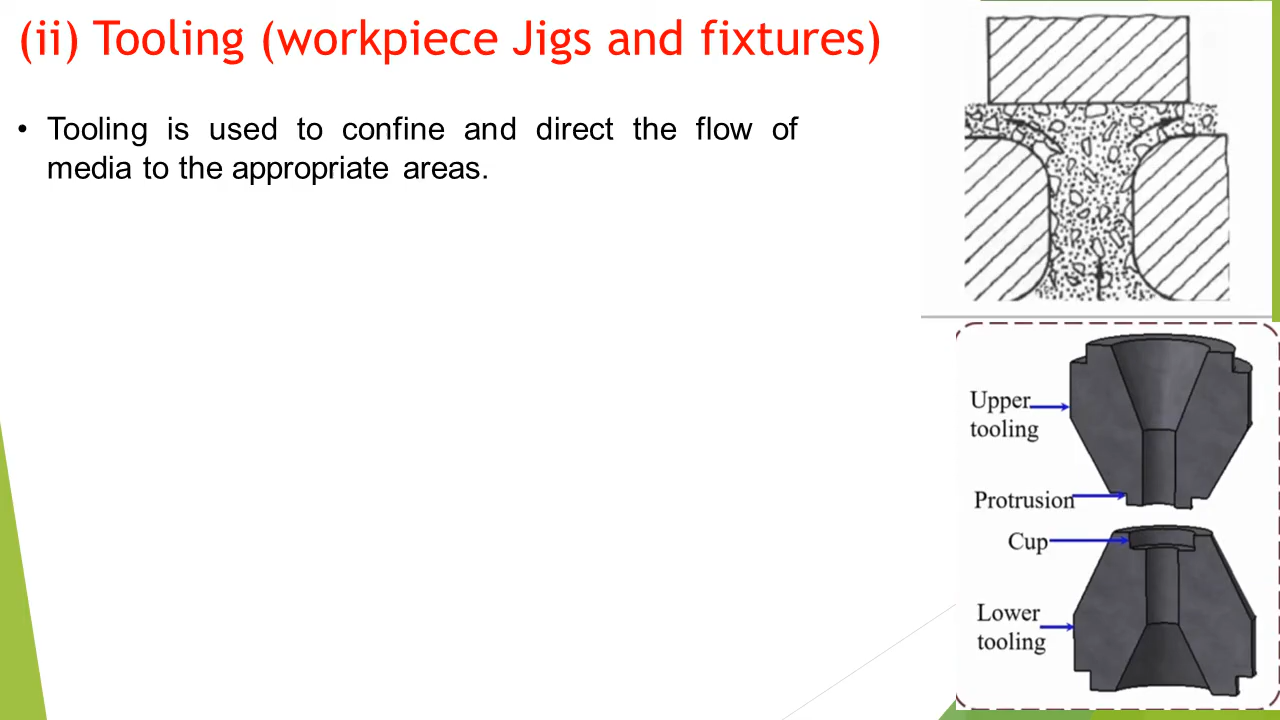 (ii) Tooling (workpiece Jigs and fixtures)
• Tooling is used to confine and direct the flow of
media to the appropriate areas.
Upper
tooling
Protrusion
Cup
Lower
tooling